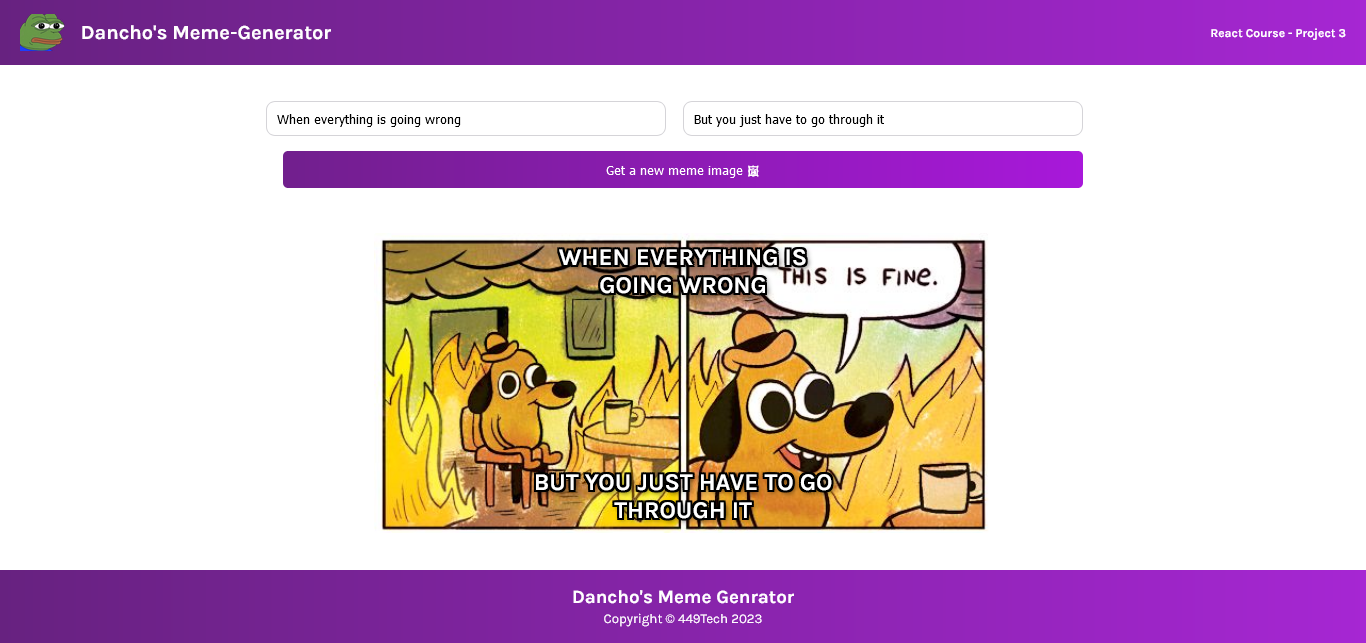 Dancho's Meme-Generator
React Course - Project 3
When everything is going wrong
But you just have to go through it
Get a new meme image 🖼
WHEN EVERYTHING IS
GOING WRONG
THIS IS FINE.
BUT YOU JUST HAVE TO GO
THROUGH IT
Dancho's Meme Genrator
Copyright © 449Tech 2023